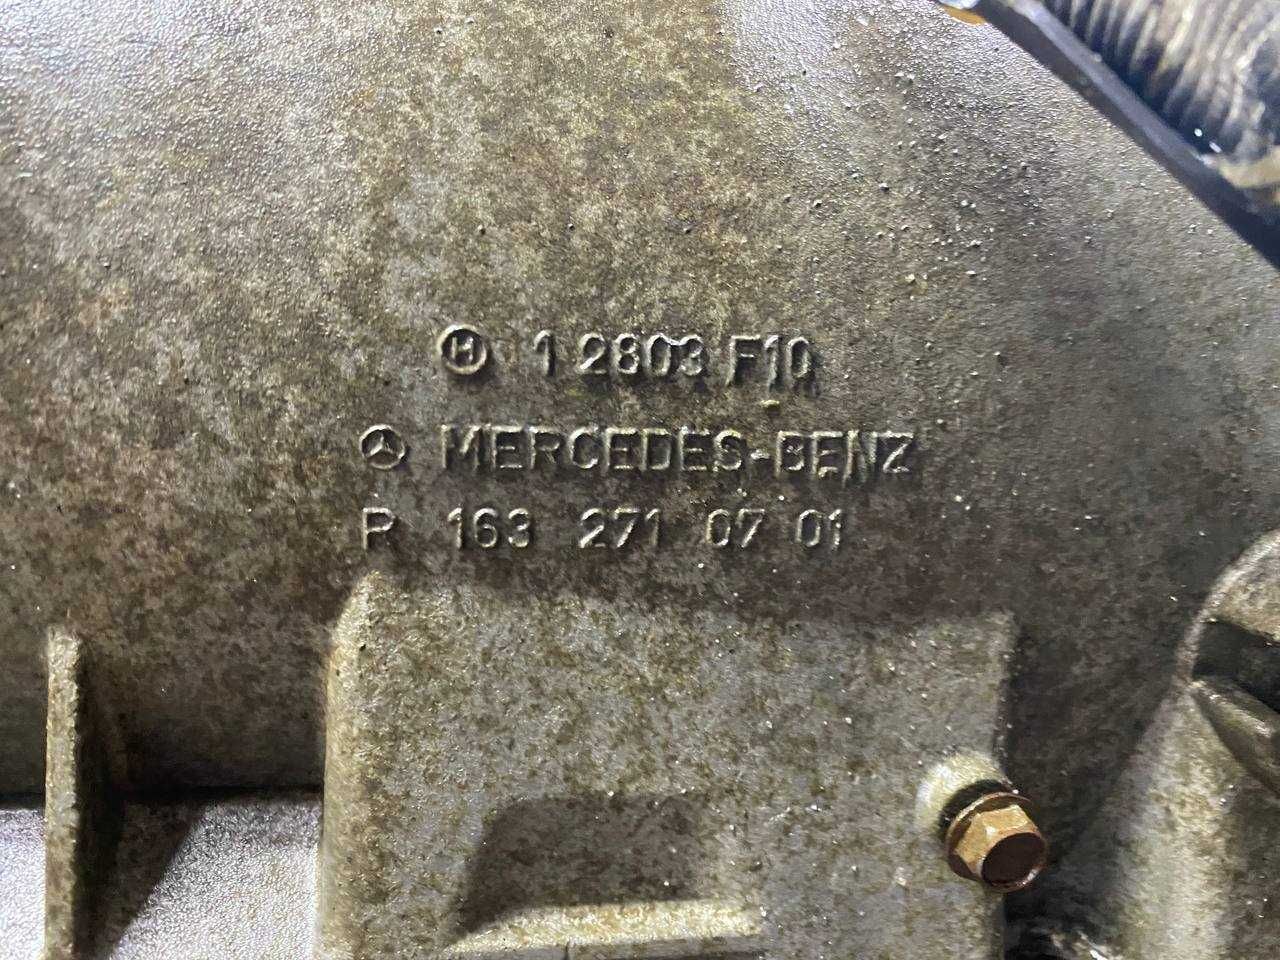 H 1 2803 F10
MERCEDES-BENZ
R 163 271 07 01